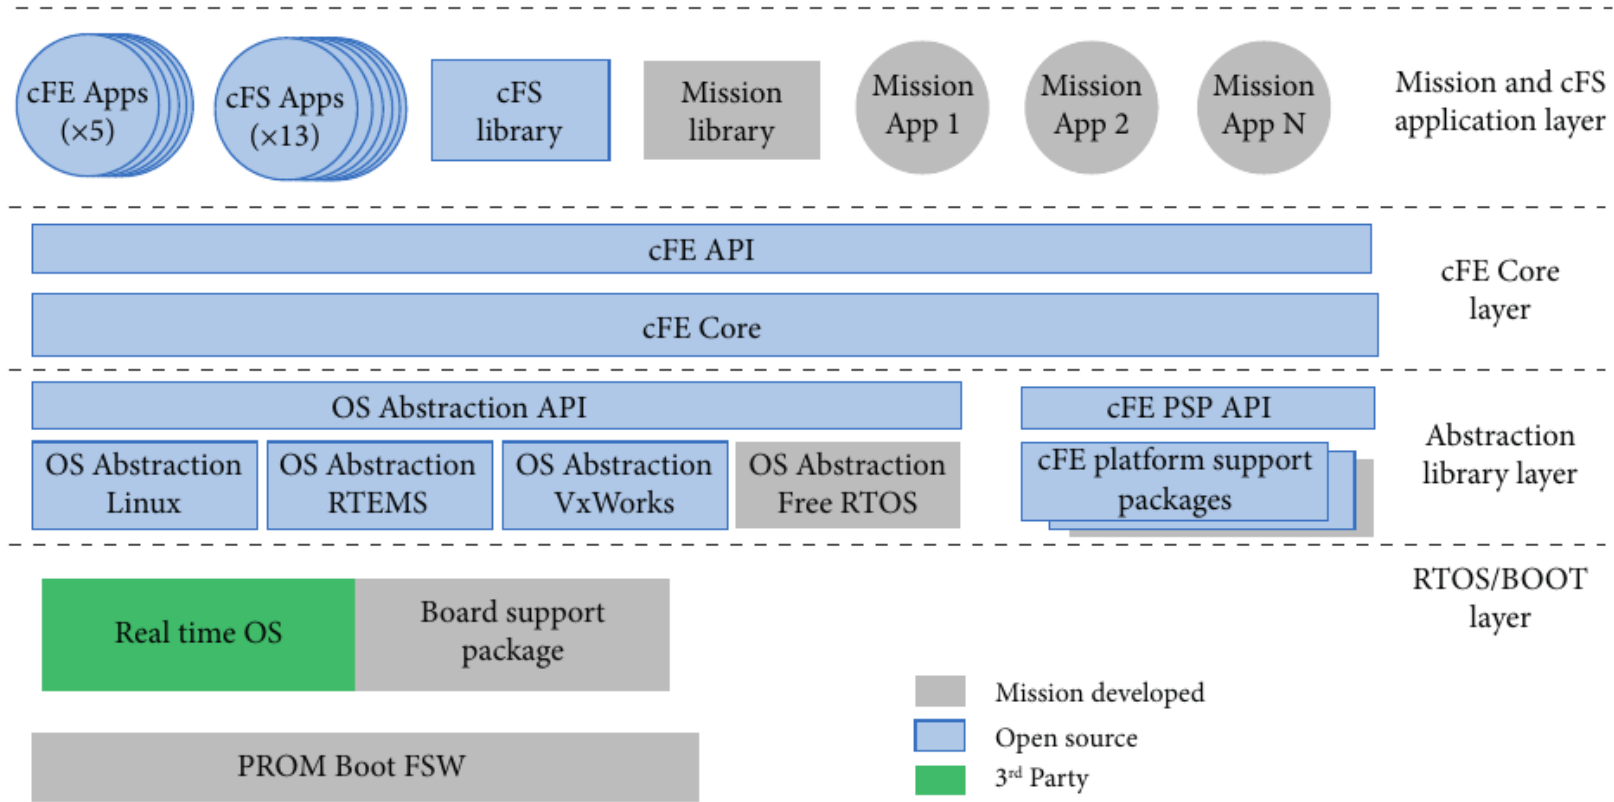 cFE Apps
(×5)
cFS Apps
(×13)
cFS
library
Mission
library
Mission
App 1
Mission
App 2
Mission
App N
Mission and cFS
application layer
cFE API
cFE Core
cFE Core
layer
OS Abstraction API
cFE PSP API
OS Abstraction
Linux
OS Abstraction
RTEMS
OS Abstraction
VxWorks
OS Abstraction
Free RTOS
cFE platform support
packages
Abstraction
library layer
Real time OS
Board support
package
RTOS/BOOT
layer
PROM Boot FSW
Mission developed
Open source
3rd Party